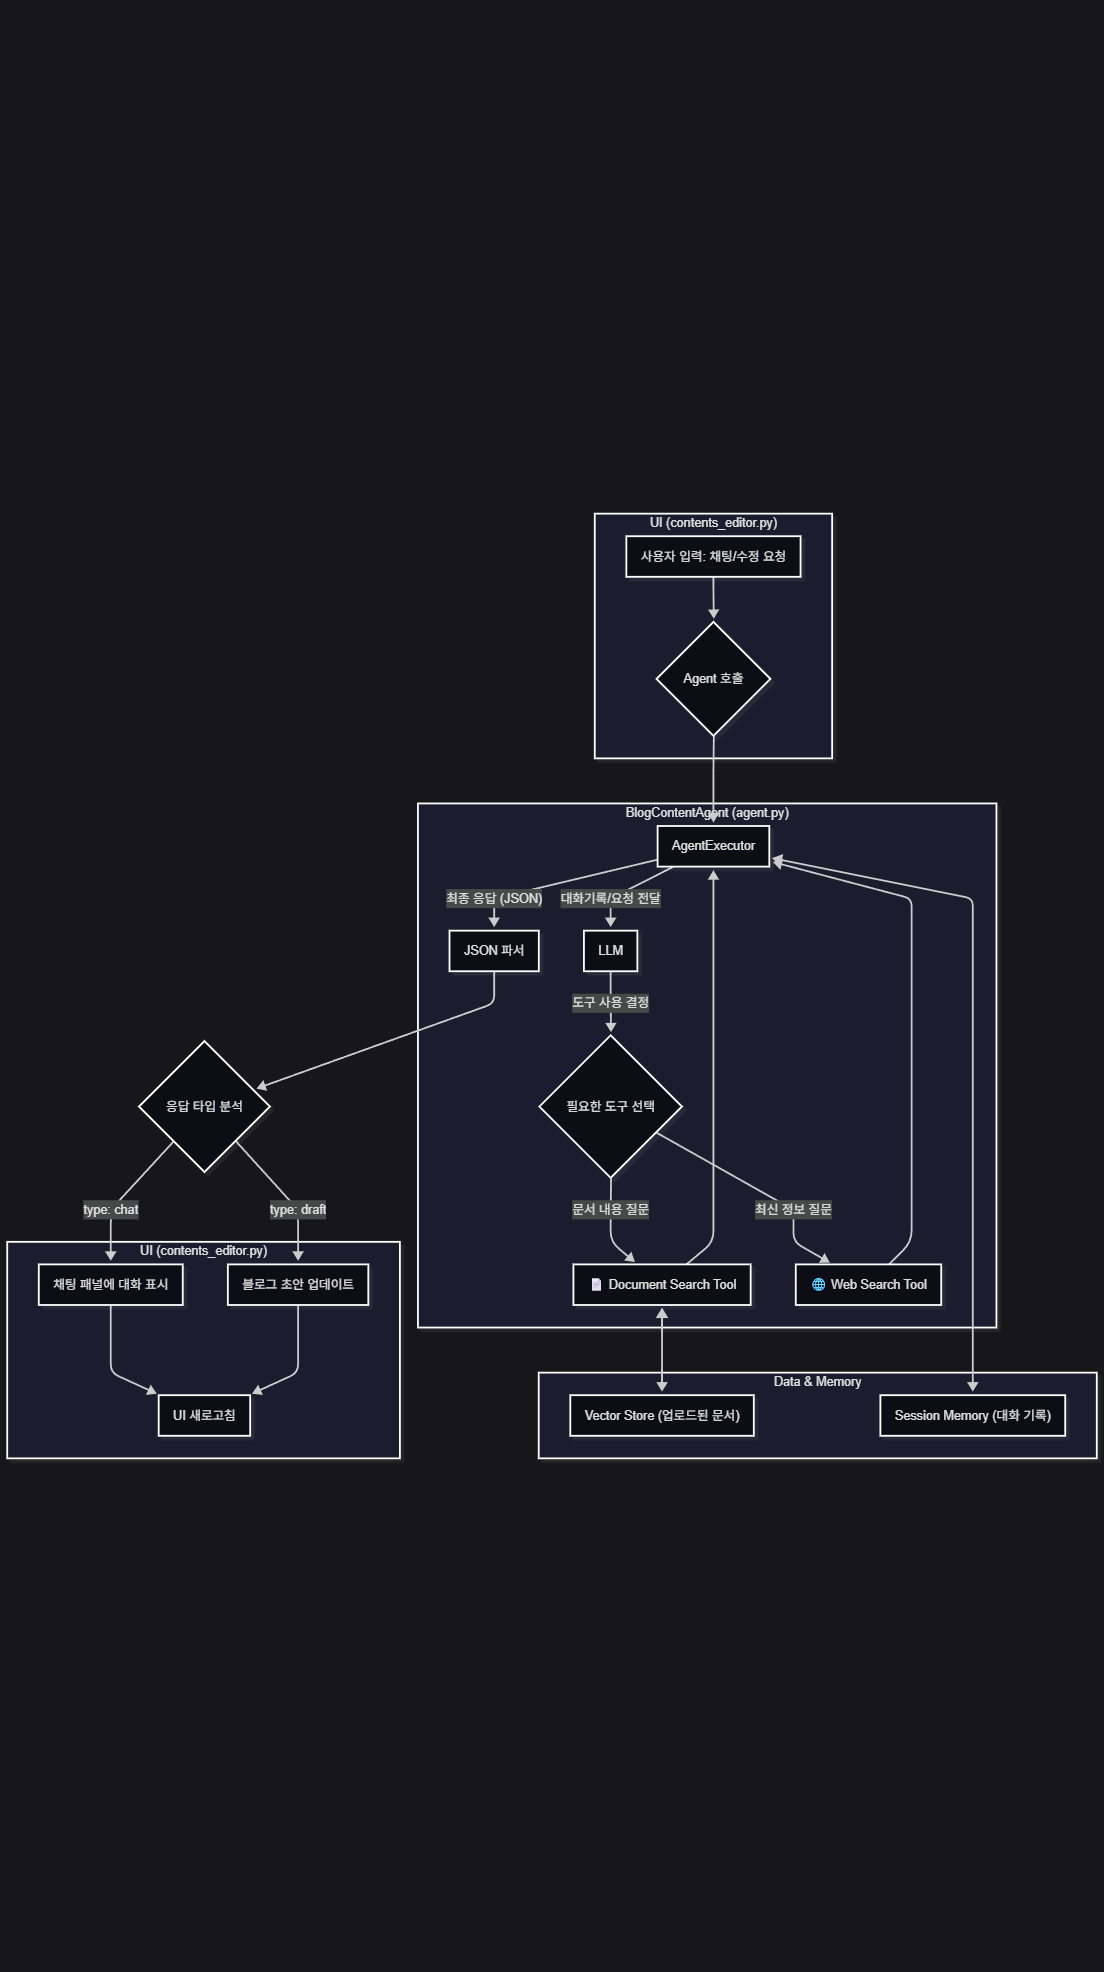 UI (contents_editor.py)
사용자 입력: 채팅/수정 요청
Agent 호출
BlogContentAgent (agent.py)
AgentExecutor
최종 응답 (JSON)
대화기록/요청 전달
JSON 파서
LLM
도구 사용 결정
응답 타입 분석
필요한 도구 선택
type: chat
type: draft
문서 내용 질문
최신 정보 질문
UI (contents_editor.py)
채팅 패널에 대화 표시
블로그 초안 업데이트
📄 Document Search Tool
🌐 Web Search Tool
Data & Memory
UI 새로고침
Vector Store (업로드된 문서)
Session Memory (대화 기록)